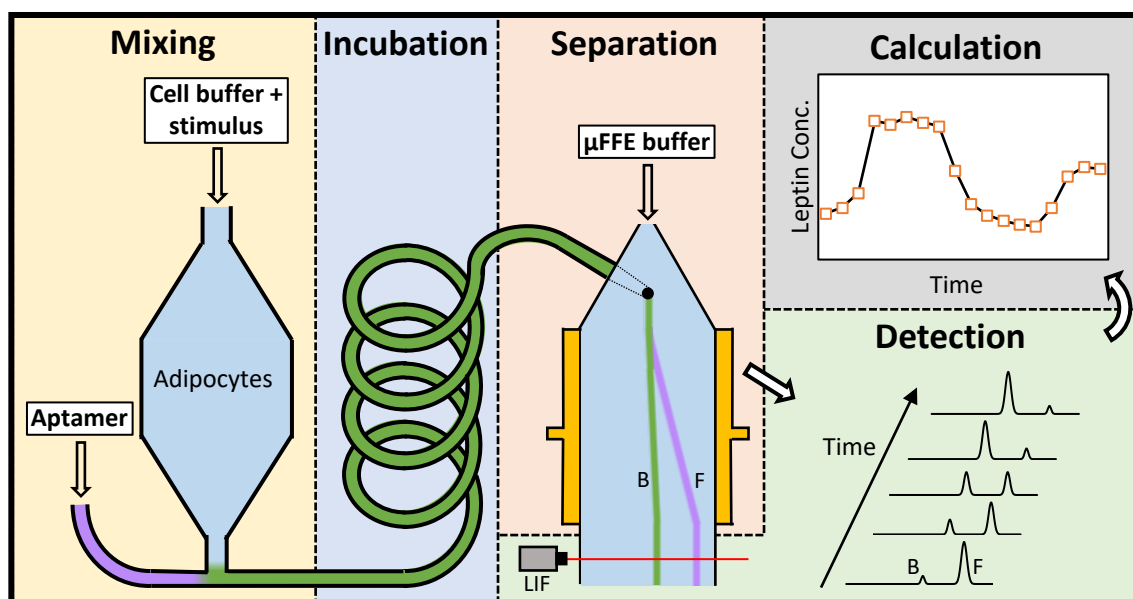 Mixing
Cell buffer +
stimulus
Adipocytes
Aptamer
Incubation
Separation
µFFE buffer
B
F
LIF
Calculation
Leptin Conc.
Time
Detection
Time
B
F